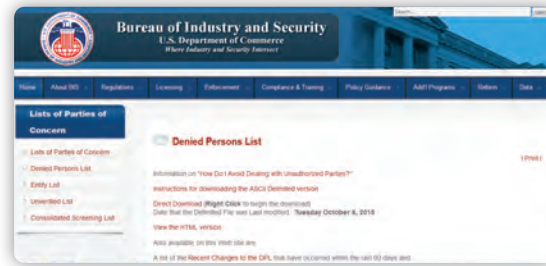 Search...
Bureau of Industry and Security
U.S. Department of Commerce
Where Industry and Security Intersect
Home About BIS Regulations Licensing Enforcement Compliance & Training Policy Guidance Add'l Programs Reform Data
Lists of Parties of
Concern
Lists of Parties of Concern
Denied Persons List
Entity List
Unverified List
Consolidated Screening List
Denied Persons List
[ Print ]
Information on "How Do I Avoid Dealing with Unauthorized Parties?"
Instructions for downloading the ASCII Delimited version
Direct Download (Right Click to begin the download)
Date that the Delimited File was Last modified: Tuesday October 6, 2015
View the HTML version
Also available on this Web site are
A list of the Recent Changes to the DPL that have occurred within the last 90 days and